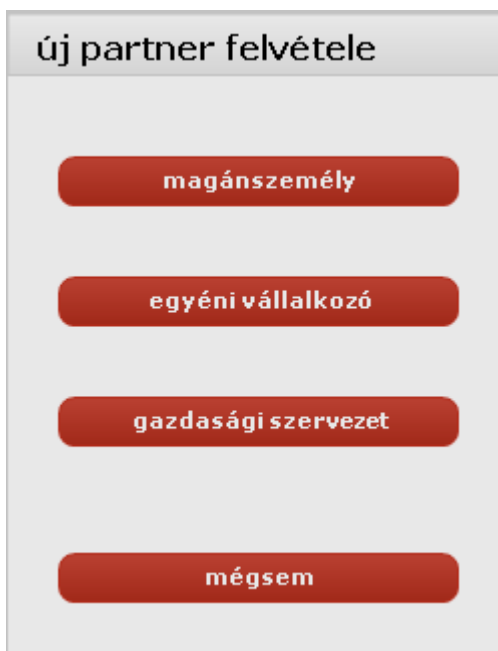 új partner felvétele
magánszemély
egyéni vállalkozó
gazdasági szervezet
mégsem